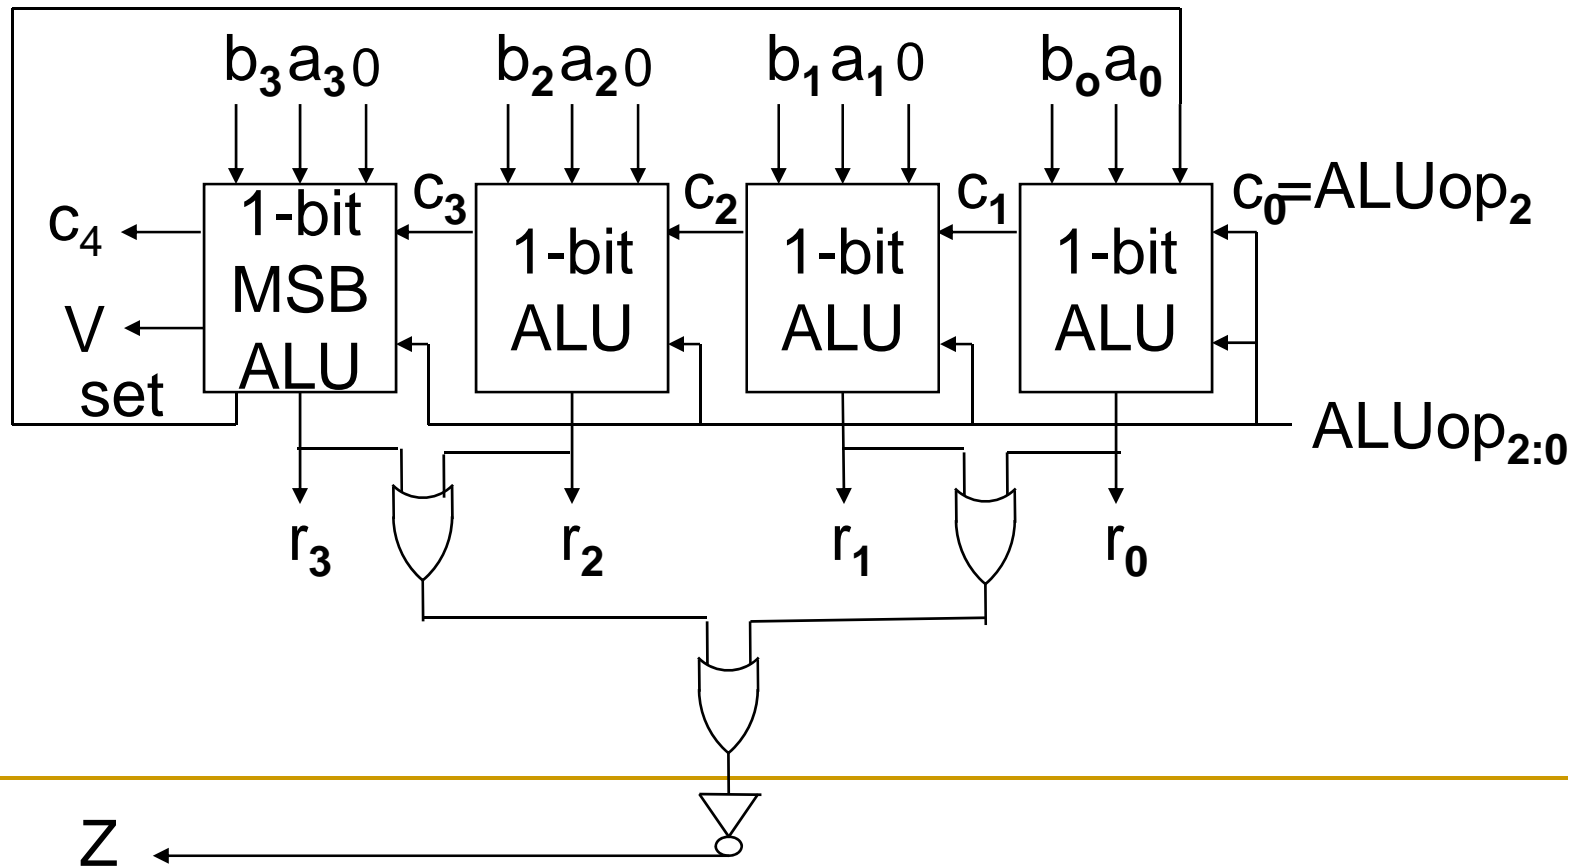 b3 a3 0 b2 a2 0 b1 a1 0 bo a0
c3 c2 c1 c0=ALUop2
c4
1-bit MSB ALU
1-bit ALU
1-bit ALU
1-bit ALU
V
set
ALUop2:0
r3 r2 r1 r0
Z